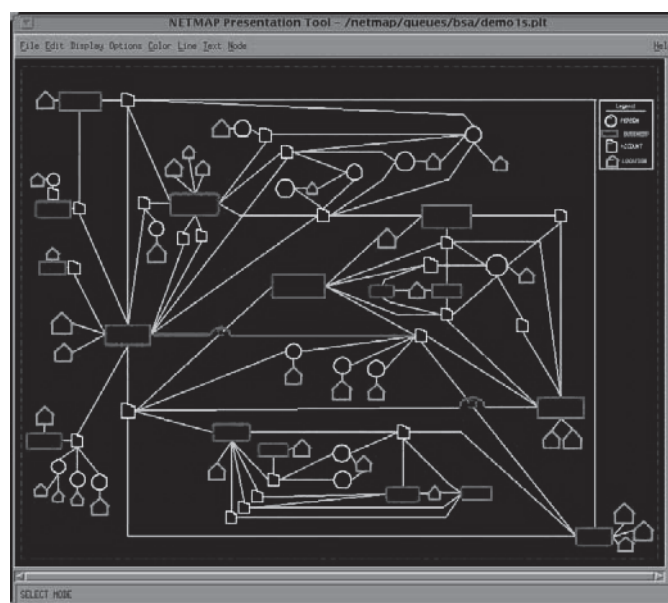 NETMAP Presentation Tool – /netmap/queues/bsa/demo1s.plt
File Edit Display Options Color Line Text Node Hel
Legend
PERSON
BUSINESS
ACCOUNT
LOCATION
SELECT MODE